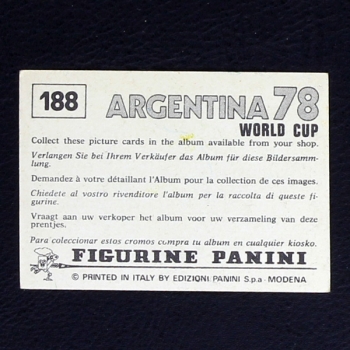 188
ARGENTINA 78
WORLD CUP
Collect these picture cards in the album available from your shop.
Verlangen Sie bei Ihrem Verkäufer das Album für diese Bildersamm-
lung.
Demandez à votre détaillant l'Album pour la collection de ces images.
Chiedete al vostro rivenditore l'album per la raccolta di queste fi-
gurine.
Vraagt aan uw verkoper het album voor uw verzameling van deze
prentjes.
Para coleccionar estos cromos compra tu album en cualquier kiosko.
FIGURINE PANINI
© PRINTED IN ITALY BY EDIZIONI PANINI S.p.a - MODENA